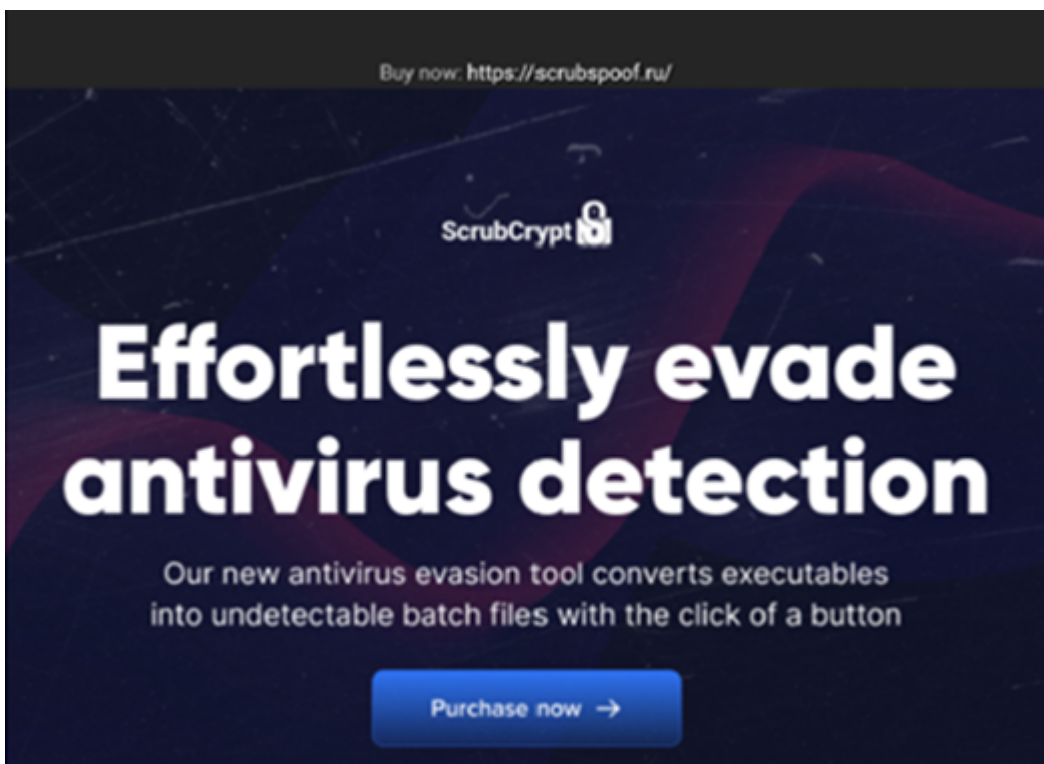 Buy now: https://scrubspoof.ru/
ScrubCrypt
Effortlessly evade
antivirus detection
Our new antivirus evasion tool converts executables
into undetectable batch files with the click of a button
Purchase now →